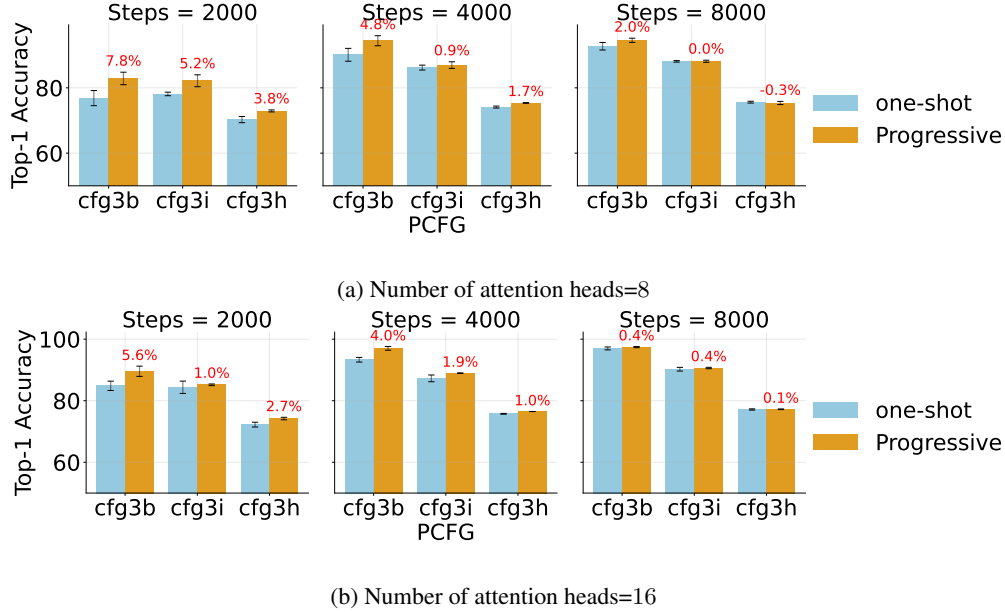 Steps = 2000 Steps = 4000 Steps = 8000
Top-1 Accuracy
80
60
7.8% 5.2% 3.8%
4.8% 0.9% 1.7%
2.0% 0.0% -0.3%
one-shot
Progressive
cfg3b cfg3i cfg3h cfg3b cfg3i cfg3h cfg3b cfg3i cfg3h
PCFG
(a) Number of attention heads=8
Steps = 2000 Steps = 4000 Steps = 8000
Top-1 Accuracy
100
80
60
5.6% 1.0% 2.7%
4.0% 1.9% 1.0%
0.4% 0.4% 0.1%
one-shot
Progressive
cfg3b cfg3i cfg3h cfg3b cfg3i cfg3h cfg3b cfg3i cfg3h
PCFG
(b) Number of attention heads=16